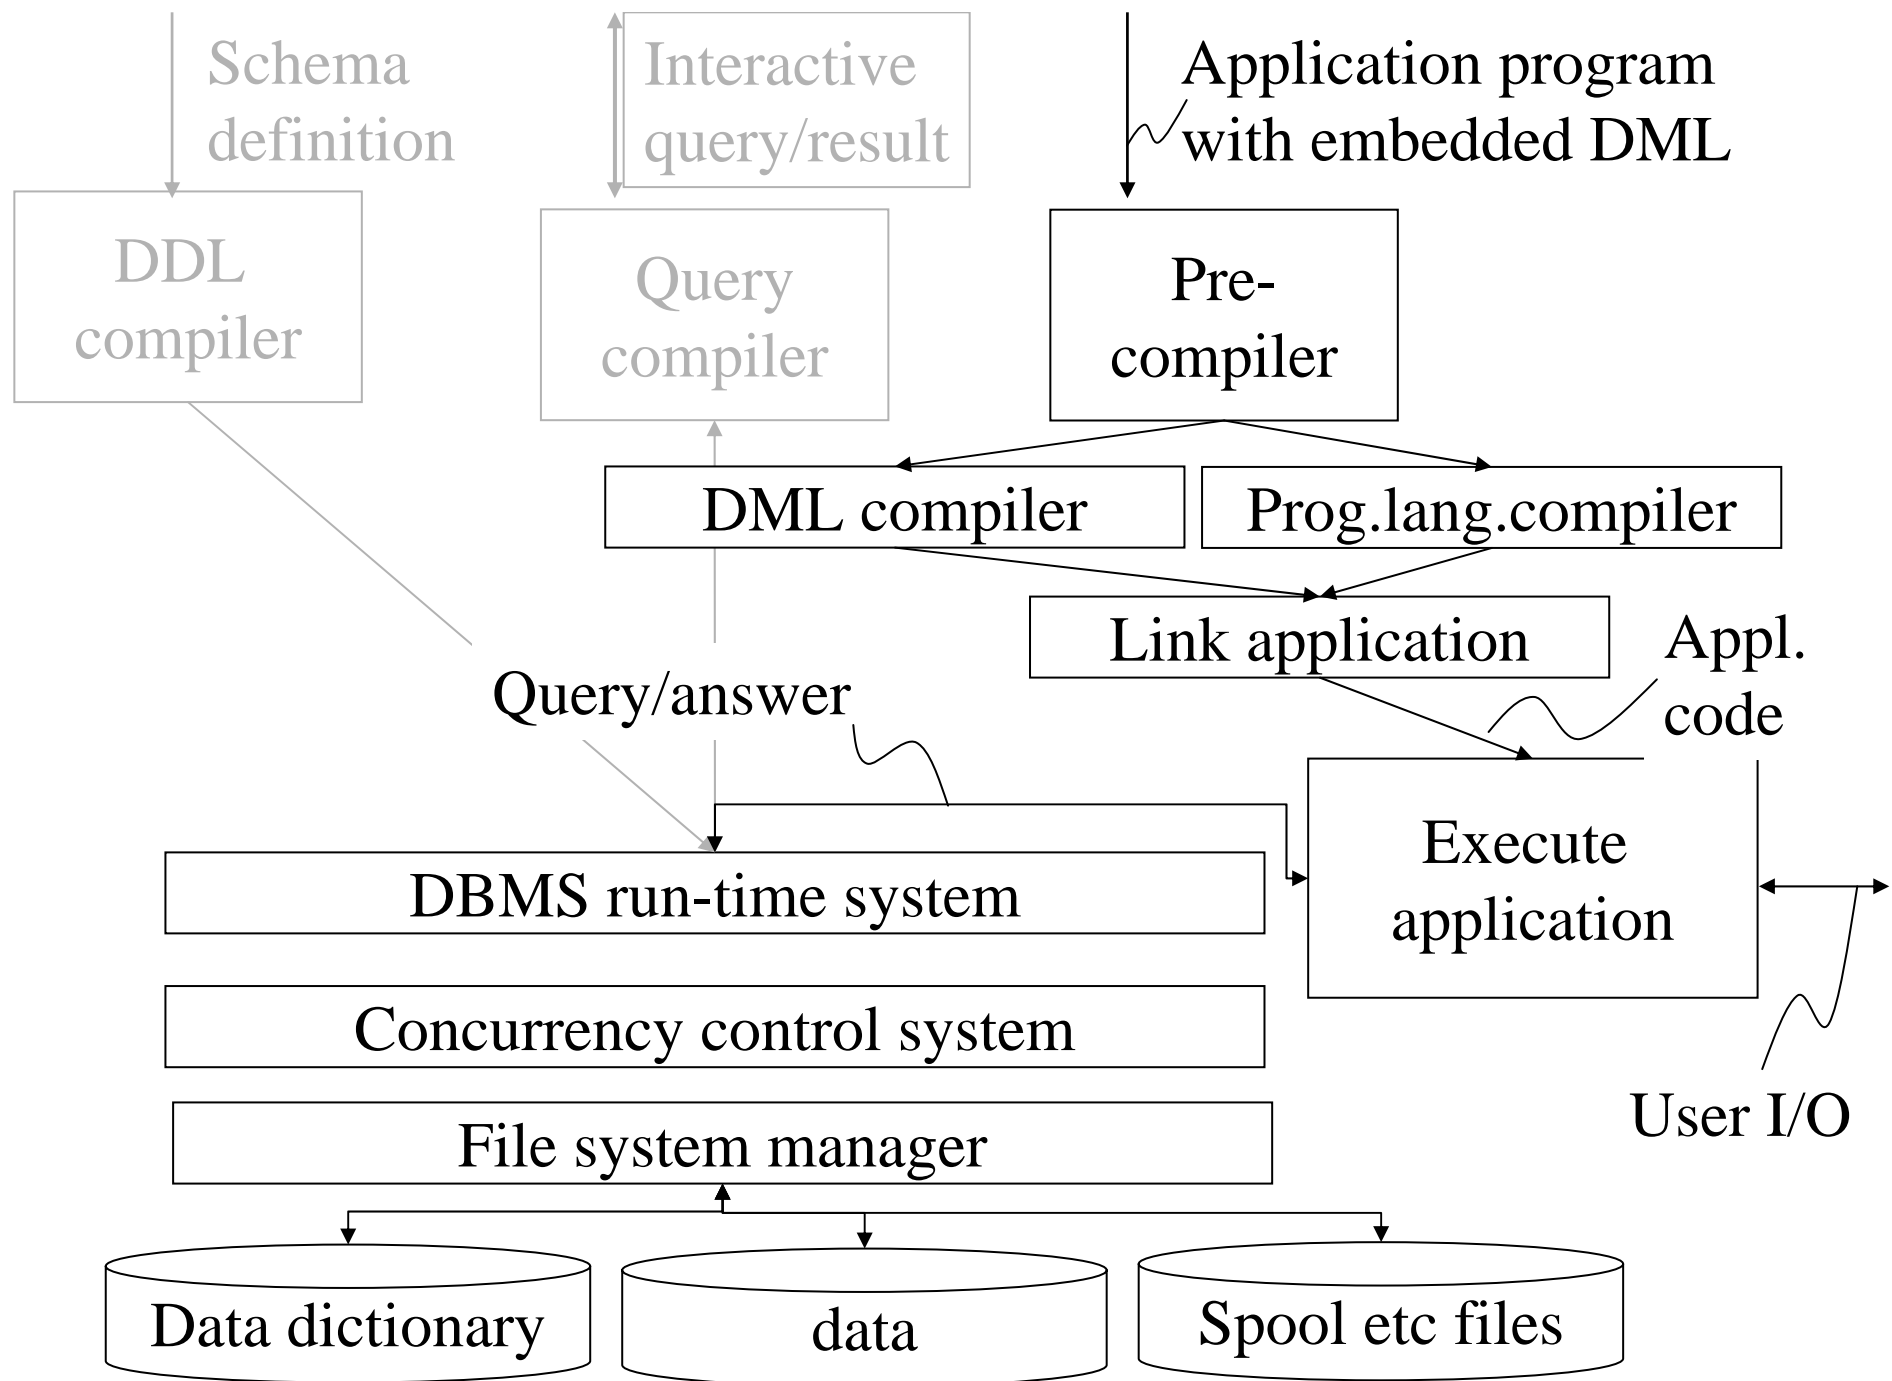 Schema
definition
Interactive
query/result
Application program
with embedded DML
DDL
compiler
Query
compiler
Pre-
compiler
DML compiler
Prog.lang.compiler
Link application
Appl.
code
Query/answer
Execute
application
DBMS run-time system
Concurrency control system
User I/O
File system manager
Data dictionary
data
Spool etc files